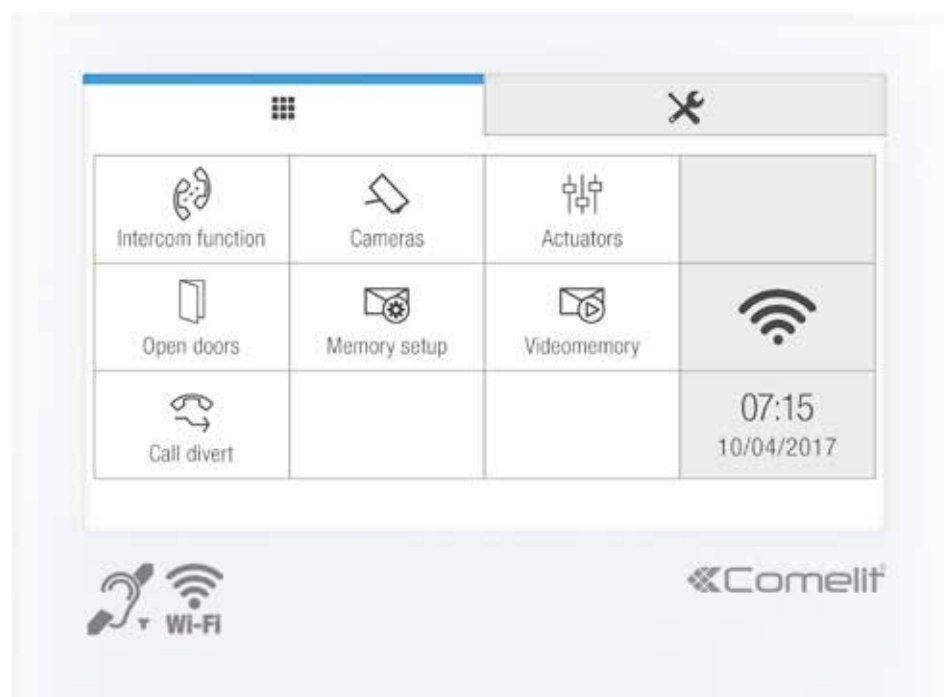 Intercom function
Cameras
Actuators
Open doors
Memory setup
Videomemory
07:15
10/04/2017
Call divert
T
Wi-Fi
Comelit